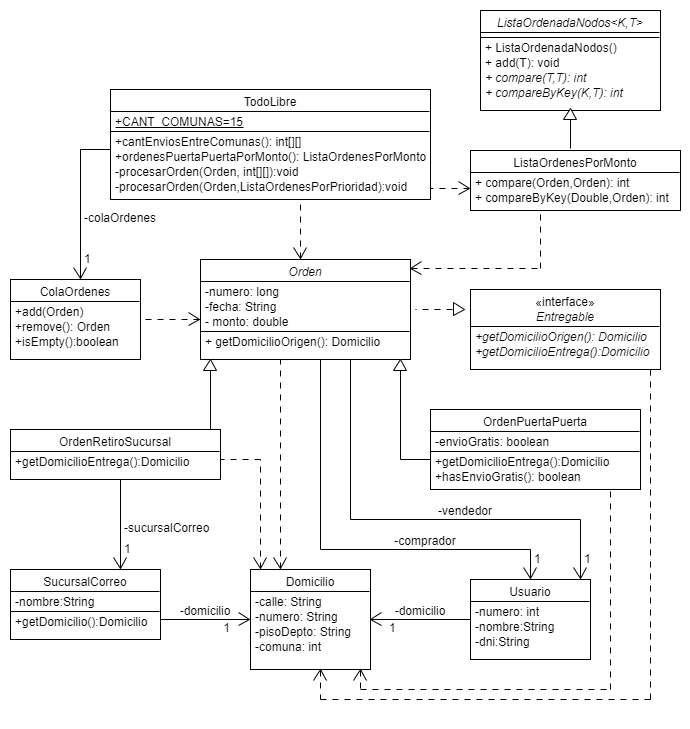 ListaOrdenadaNodos<K,T>
+ ListaOrdenadaNodos()
+ add(T): void
+ compare(T,T): int
+ compareByKey(K,T): int
TodoLibre
+CANT_COMUNAS=15
+cantEnviosEntreComunas(): int[][]
+ordenesPuertaPuertaPorMonto(): ListaOrdenesPorMonto
-procesarOrden(Orden, int[][]):void
-procesarOrden(Orden,ListaOrdenesPorPrioridad):void
ListaOrdenesPorMonto
+ compare(Orden,Orden): int
+ compareByKey(Double,Orden): int
-colaOrdenes
1
Orden
-numero: long
-fecha: String
- monto: double
+ getDomicilioOrigen(): Domicilio
ColaOrdenes
+add(Orden)
+remove(): Orden
+isEmpty():boolean
«interface»
Entregable
+getDomicilioOrigen(): Domicilio
+getDomicilioEntrega():Domicilio
OrdenPuertaPuerta
-envioGratis: boolean
+getDomicilioEntrega():Domicilio
+hasEnvioGratis(): boolean
OrdenRetiroSucursal
+getDomicilioEntrega():Domicilio
-vendedor
-sucursalCorreo
-comprador
1
1
1
SucursalCorreo
-nombre:String
+getDomicilio():Domicilio
-domicilio
1
Domicilio
-calle: String
-numero: String
-pisoDepto: String
-comuna: int
-domicilio
1
Usuario
-numero: int
-nombre:String
-dni:String